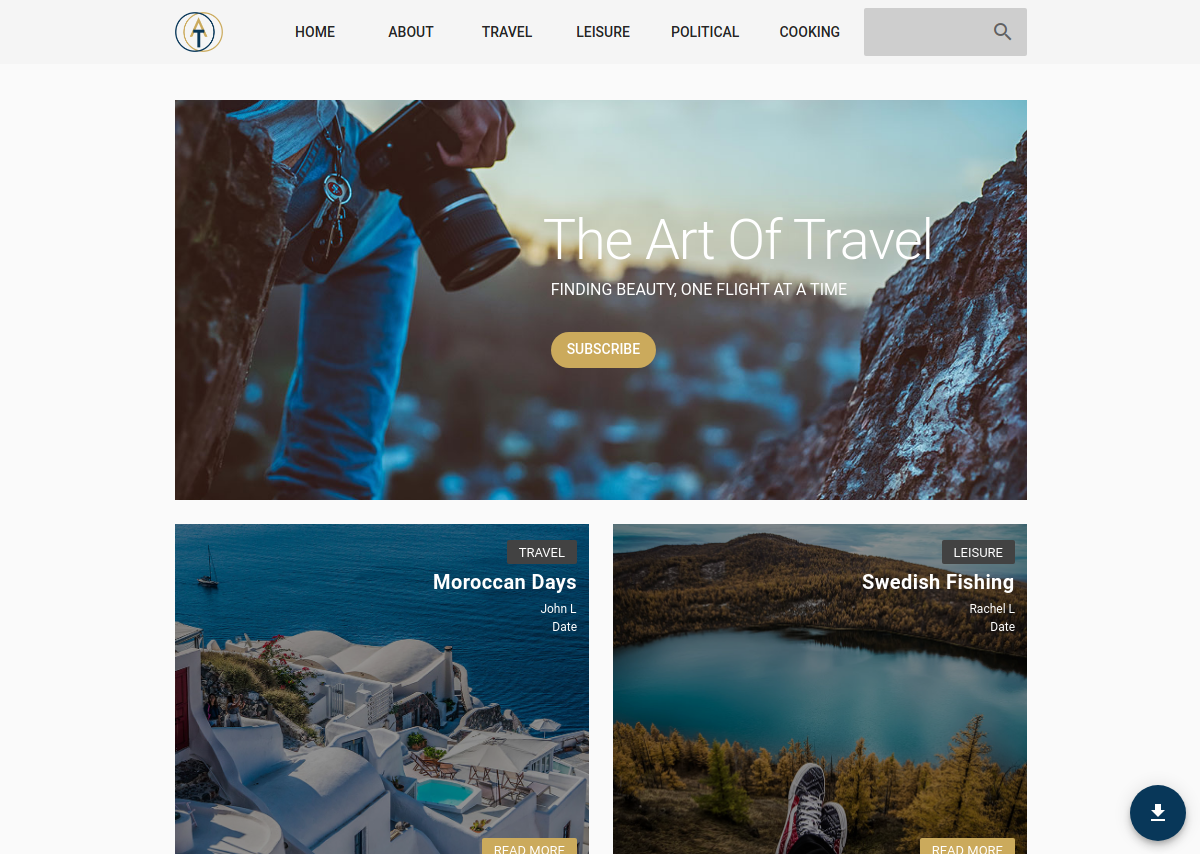 AT
HOME ABOUT TRAVEL LEISURE POLITICAL COOKING
The Art Of Travel
FINDING BEAUTY, ONE FLIGHT AT A TIME
SUBSCRIBE
TRAVEL
Moroccan Days
John L
Date
READ MORE
LEISURE
Swedish Fishing
Rachel L
Date
READ MORE